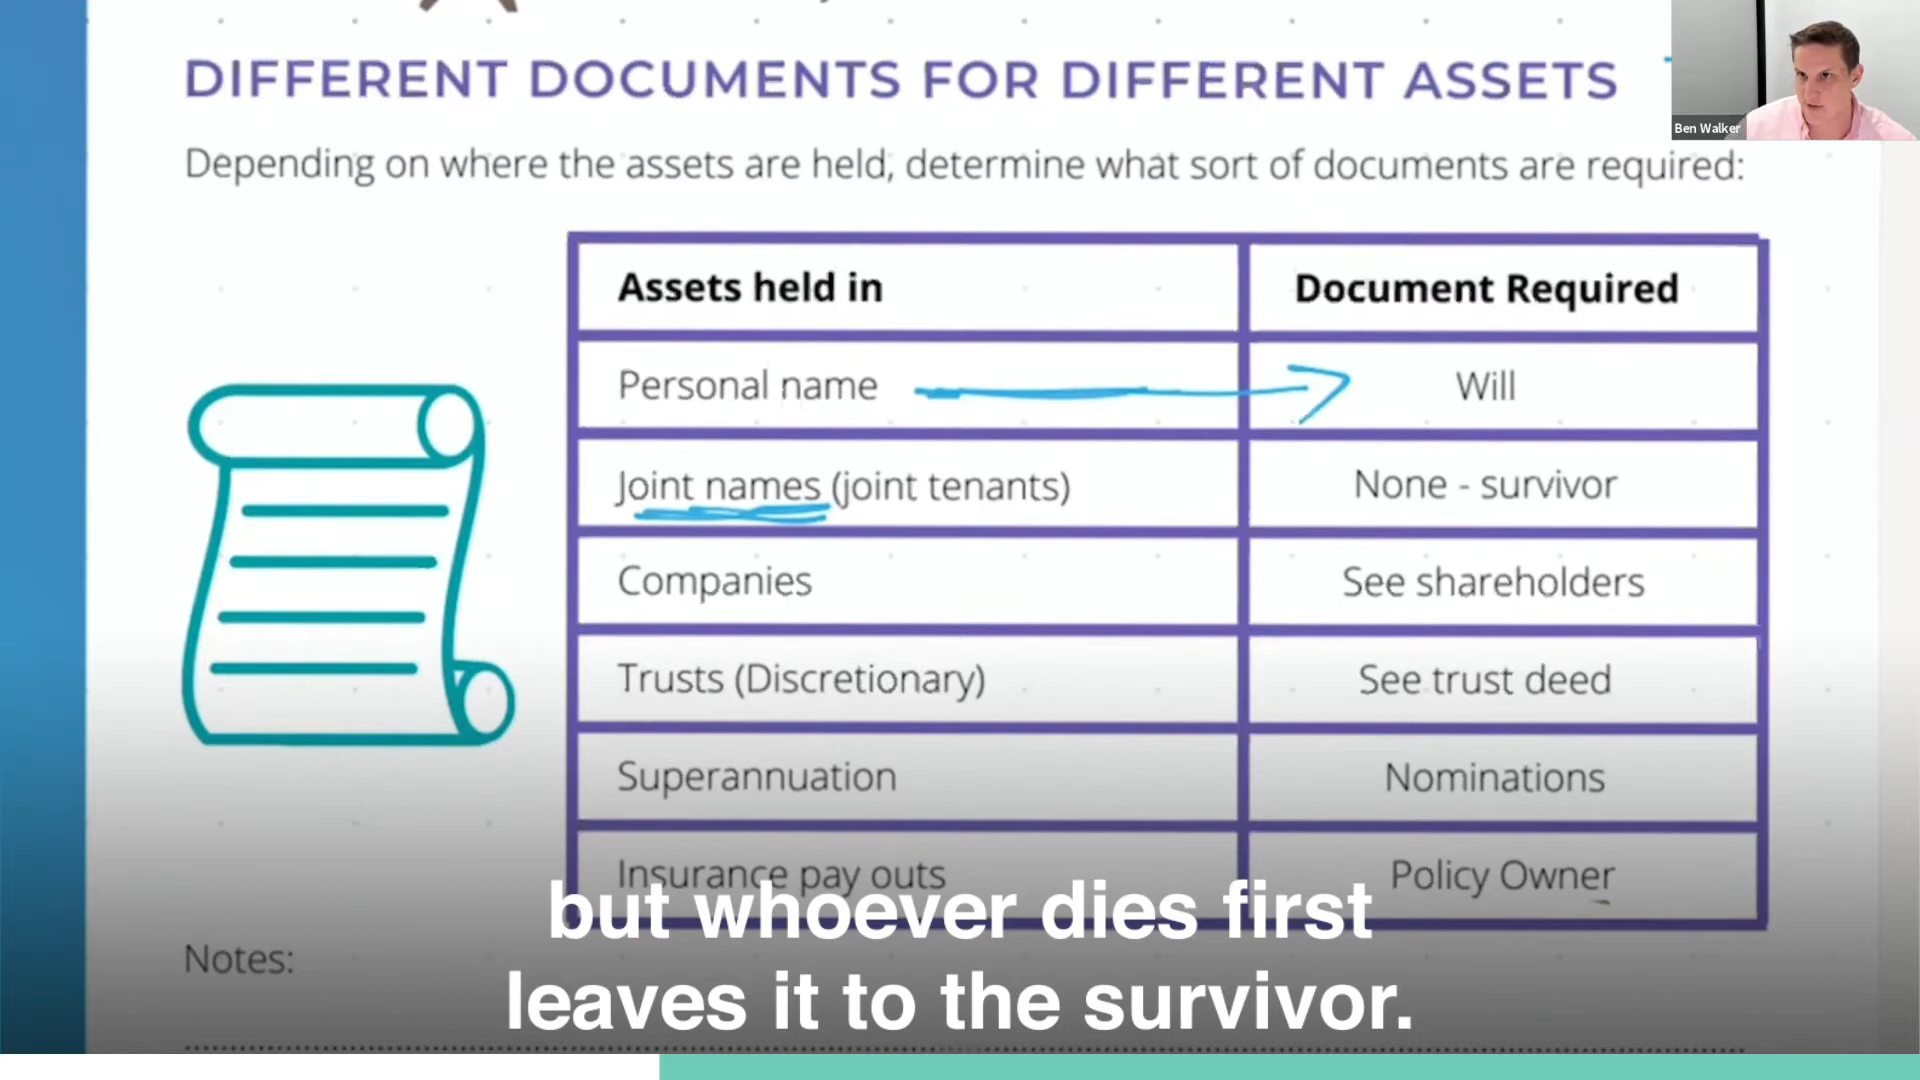 DIFFERENT DOCUMENTS FOR DIFFERENT ASSETS
Ben Walker
Depending on where the assets are held, determine what sort of documents are required:
Assets held in Document Required
Personal name Will
Joint names (joint tenants) None - survivor
Companies See shareholders
Trusts (Discretionary) See trust deed
Superannuation Nominations
Insurance pay outs Policy Owner
but whoever dies first
Notes:
leaves it to the survivor.